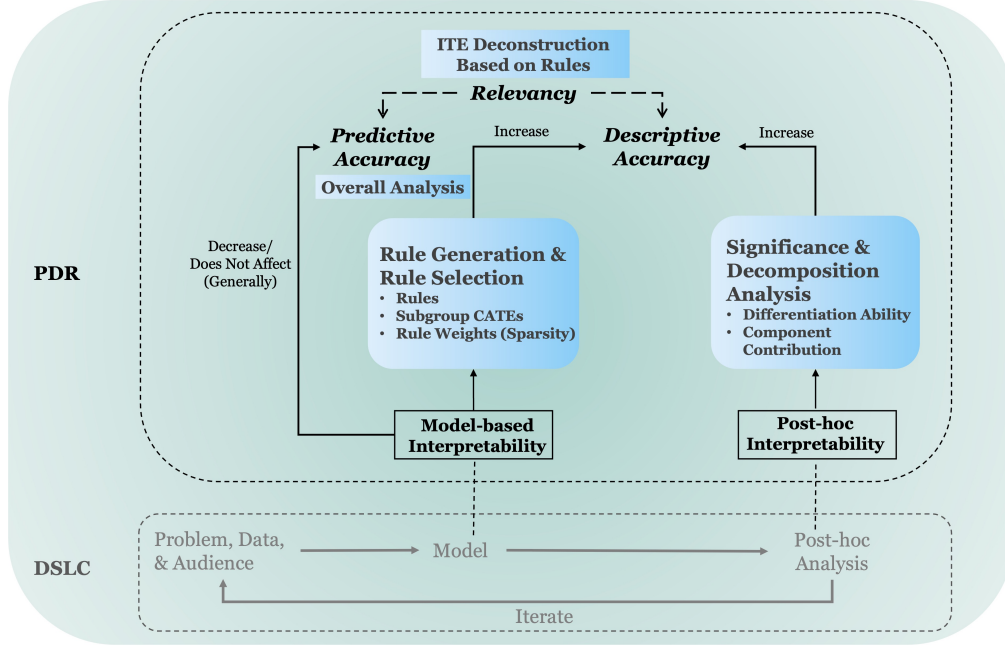 ITE Deconstruction
Based on Rules
Relevancy
Predictive
Accuracy
Increase
Descriptive
Accuracy
Increase
Overall Analysis
Decrease/
Does Not Affect
(Generally)
PDR
Rule Generation &
Rule Selection
• Rules
• Subgroup CATEs
• Rule Weights (Sparsity)
Significance &
Decomposition
Analysis
• Differentiation Ability
• Component
Contribution
Model-based
Interpretability
Post-hoc
Interpretability
DSLC
Problem, Data,
& Audience
Model
Post-hoc
Analysis
Iterate